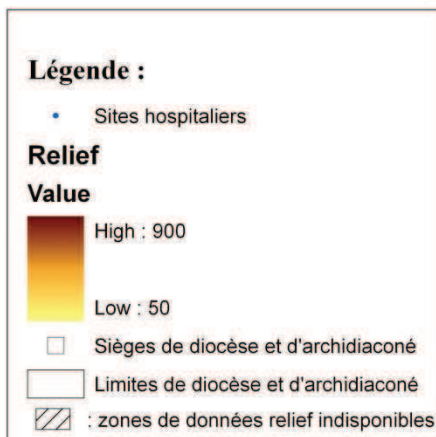 Légende :
Sites hospitaliers
Relief
Value
High : 900
Low : 50
Sièges de diocèse et d'archidiaconé
Limites de diocèse et d'archidiaconé
: zones de données relief indisponibles